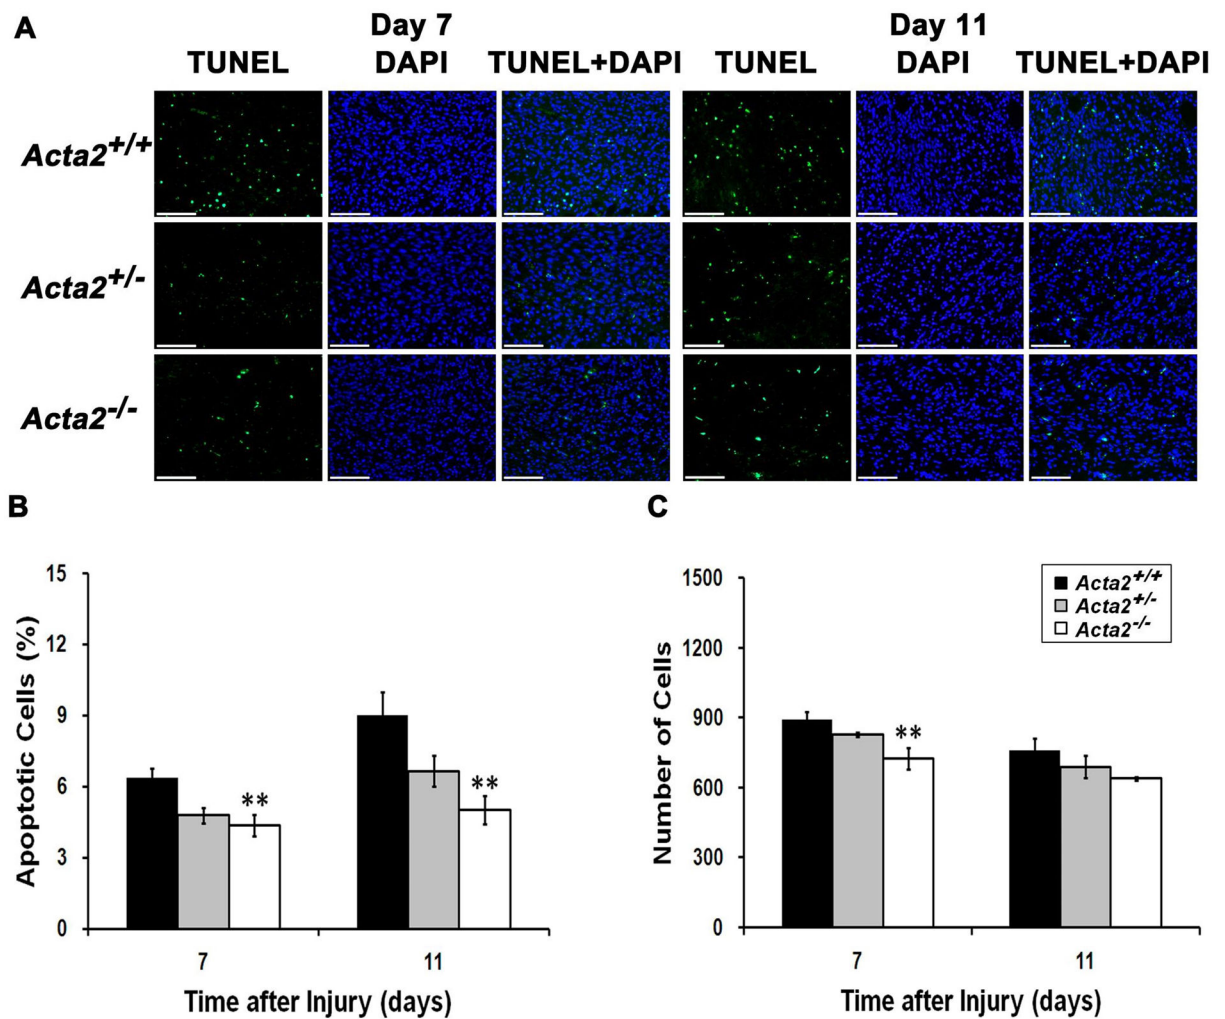 A
Day 7
Day 11
TUNEL DAPI TUNEL+DAPI TUNEL DAPI TUNEL+DAPI
Acta2+/+
Acta2+/-
Acta2-/-
B
C
15
12
9
6
3
0
Apoptotic Cells (%)
**
**
7
11
Time after Injury (days)
1500
1200
900
600
300
0
Number of Cells
**
7
11
Time after Injury (days)
Acta2+/+
Acta2+/-
Acta2-/-